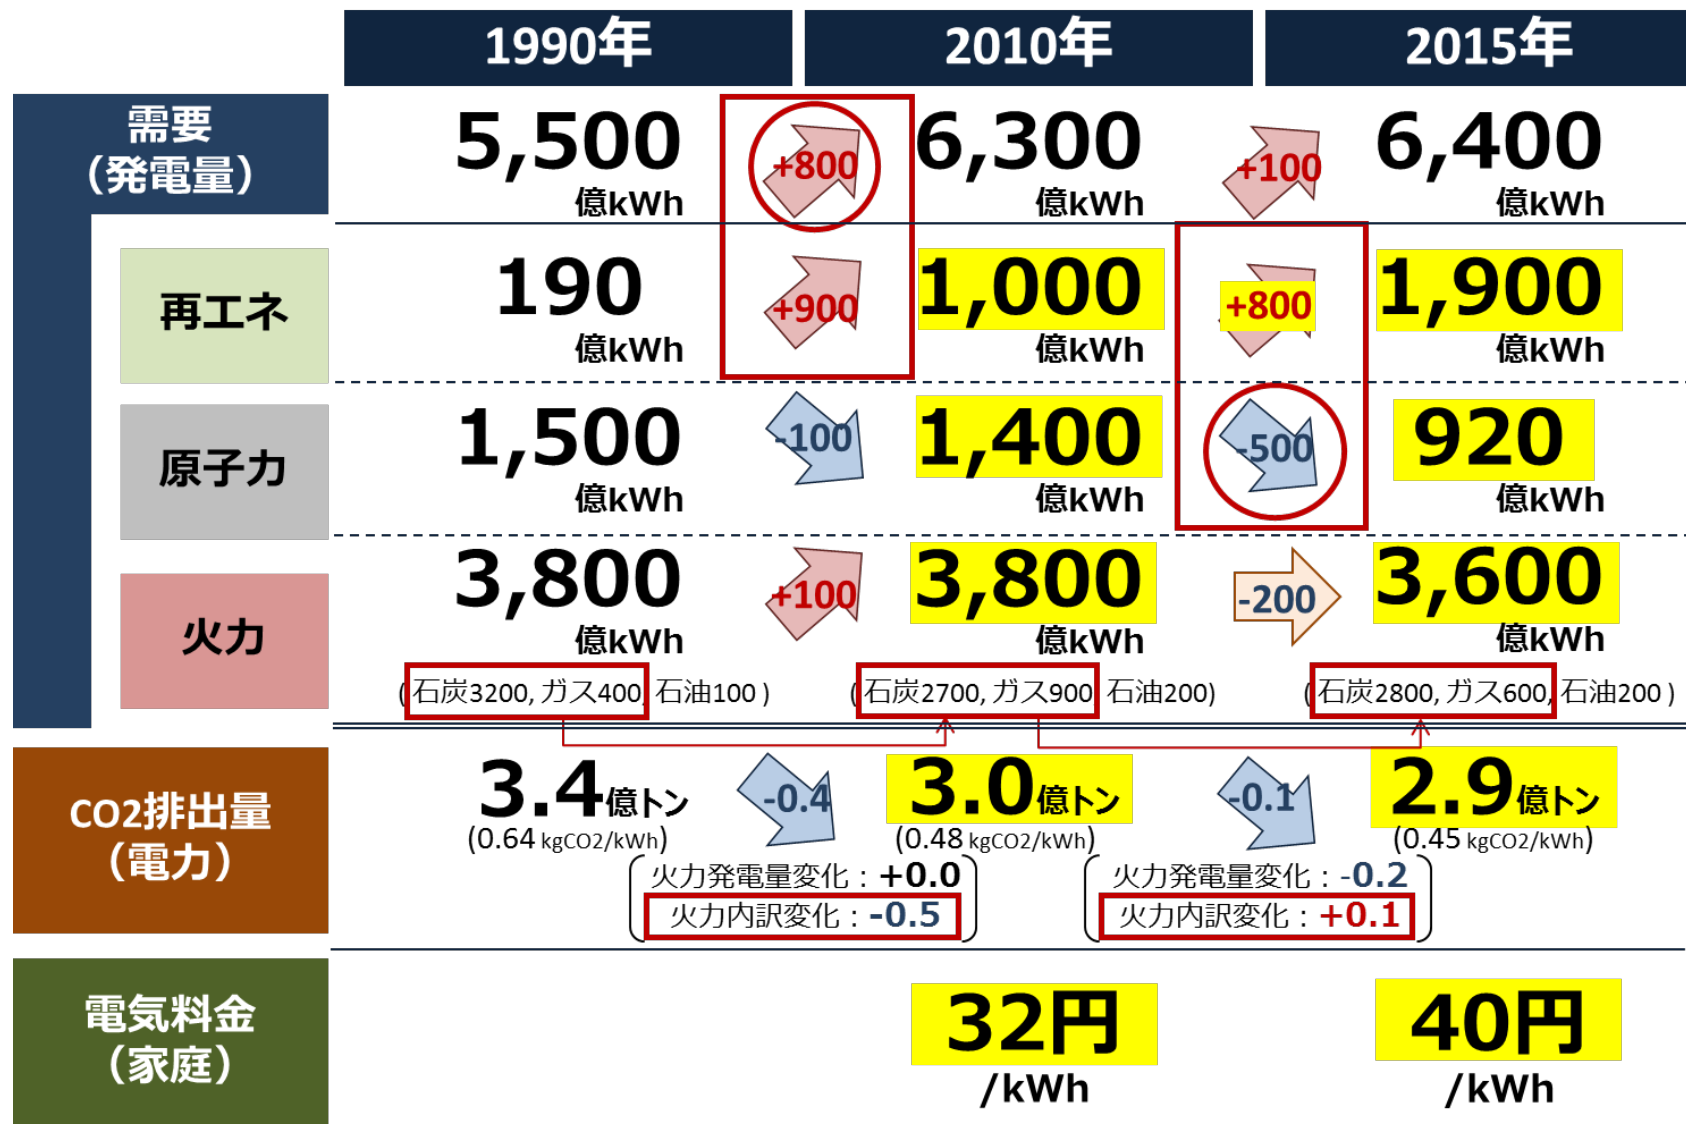 1990年 2010年 2015年
需要
（発電量）
5,500 +800 6,300 +100 6,400
億kWh 億kWh 億kWh
再エネ
190 +900 1,000 +800 1,900
億kWh 億kWh 億kWh
原子力
1,500 -100 1,400 -500 920
億kWh 億kWh 億kWh
火力
3,800 +100 3,800 -200 3,600
億kWh 億kWh 億kWh
(石炭3200, ガス400, 石油100 ) (石炭2700, ガス900, 石油200) (石炭2800, ガス600, 石油200 )
CO2排出量
（電力）
3.4億トン -0.4 3.0億トン -0.1 2.9億トン
(0.64 kgCO2/kWh) (0.48 kgCO2/kWh) (0.45 kgCO2/kWh)
火力発電量変化：+0.0 火力発電量変化：-0.2
火力内訳変化：-0.5 火力内訳変化：+0.1
電気料金
（家庭）
32円 40円
/kWh /kWh